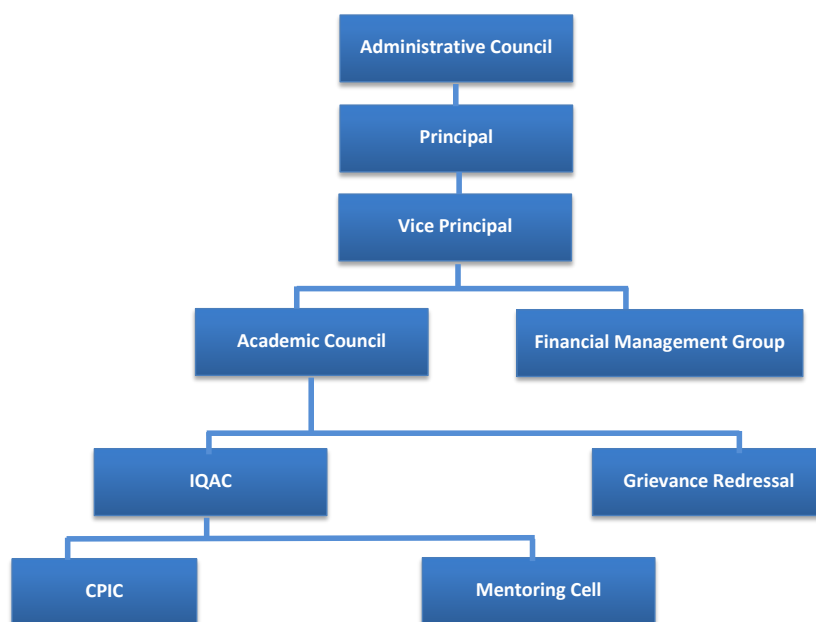 Administrative Council
Principal
Vice Principal
Academic Council
Financial Management Group
IQAC
Grievance Redressal
CPIC
Mentoring Cell